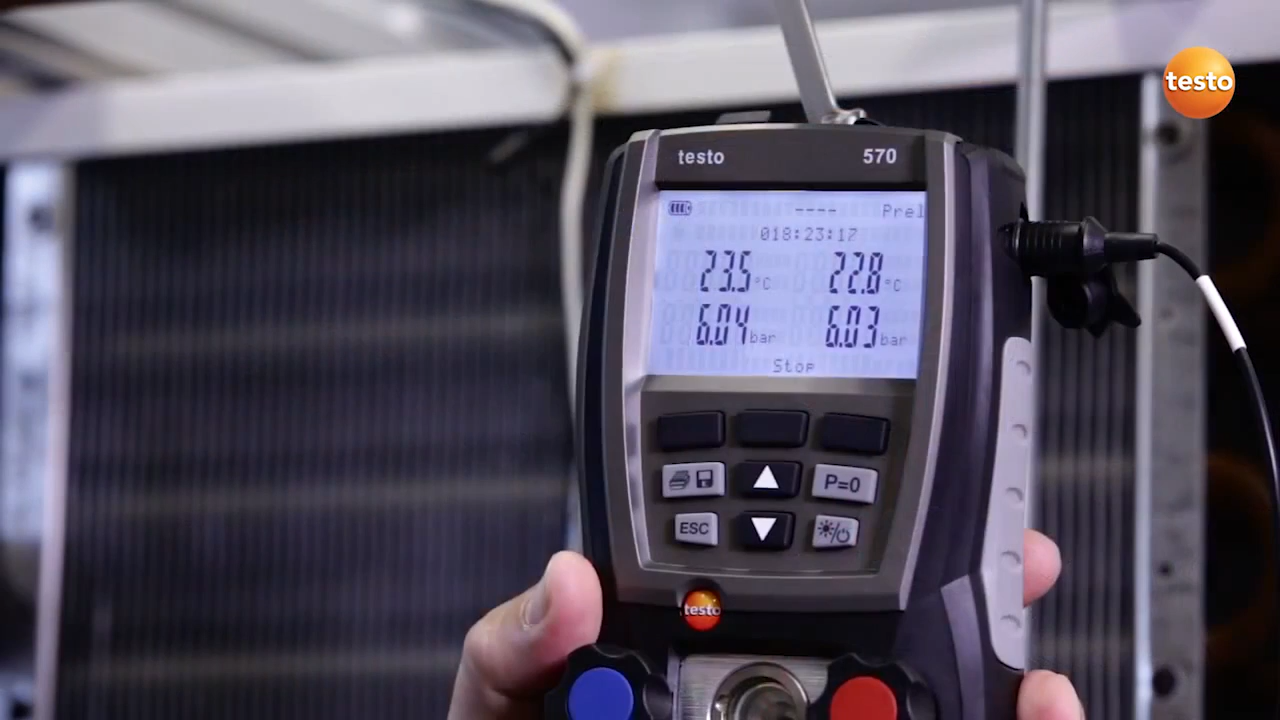 testo
testo 570
---- Prel
018:23:17
23.5 °C 22.8 °C
6.04 bar 6.03 bar
Stop
P=0
ESC
testo